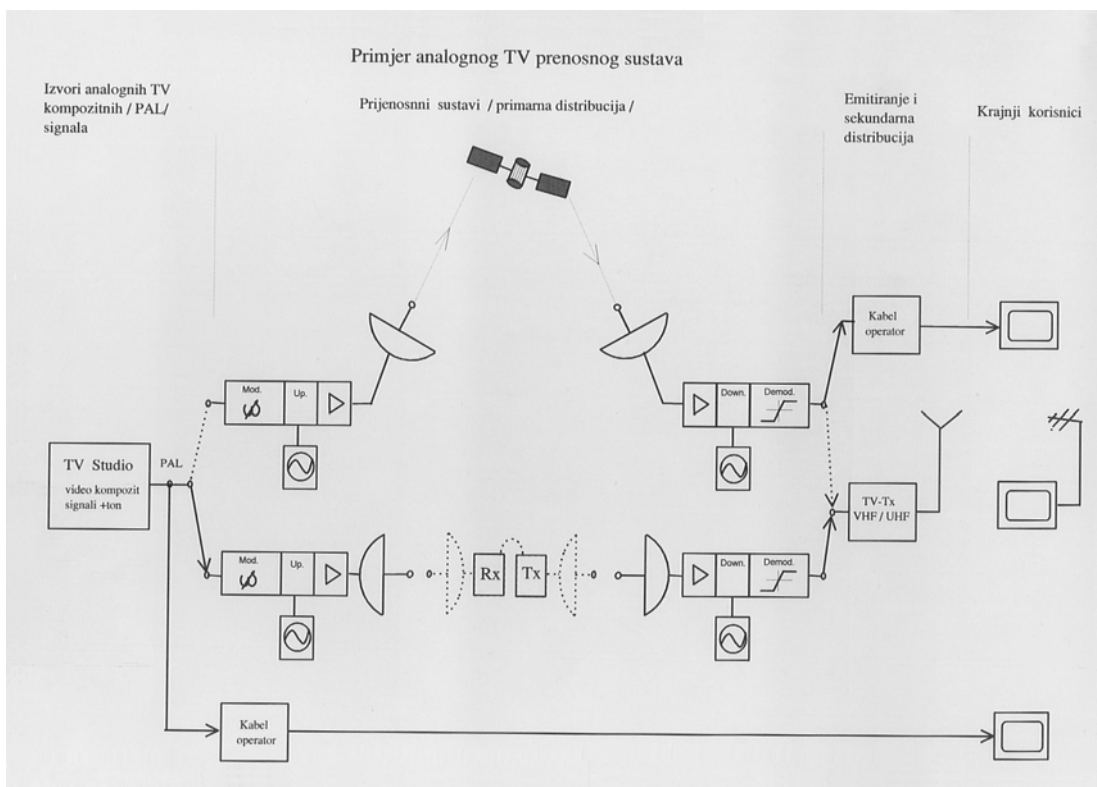 Primjer analognog TV prenosnog sustava
Izvori analognih TV
kompozitnih / PAL/
signala
Prijenosnni sustavi / primarna distribucija /
Emitiranje i
sekundarna
distribucija
Krajnji korisnici
Kabel
operator
Mod.
Up.
Down.
Demod.
TV Studio
video kompozit
signali +ton
PAL
TV-Tx
VHF / UHF
Mod.
Up.
Rx
Tx
Down.
Demod.
Kabel
operator